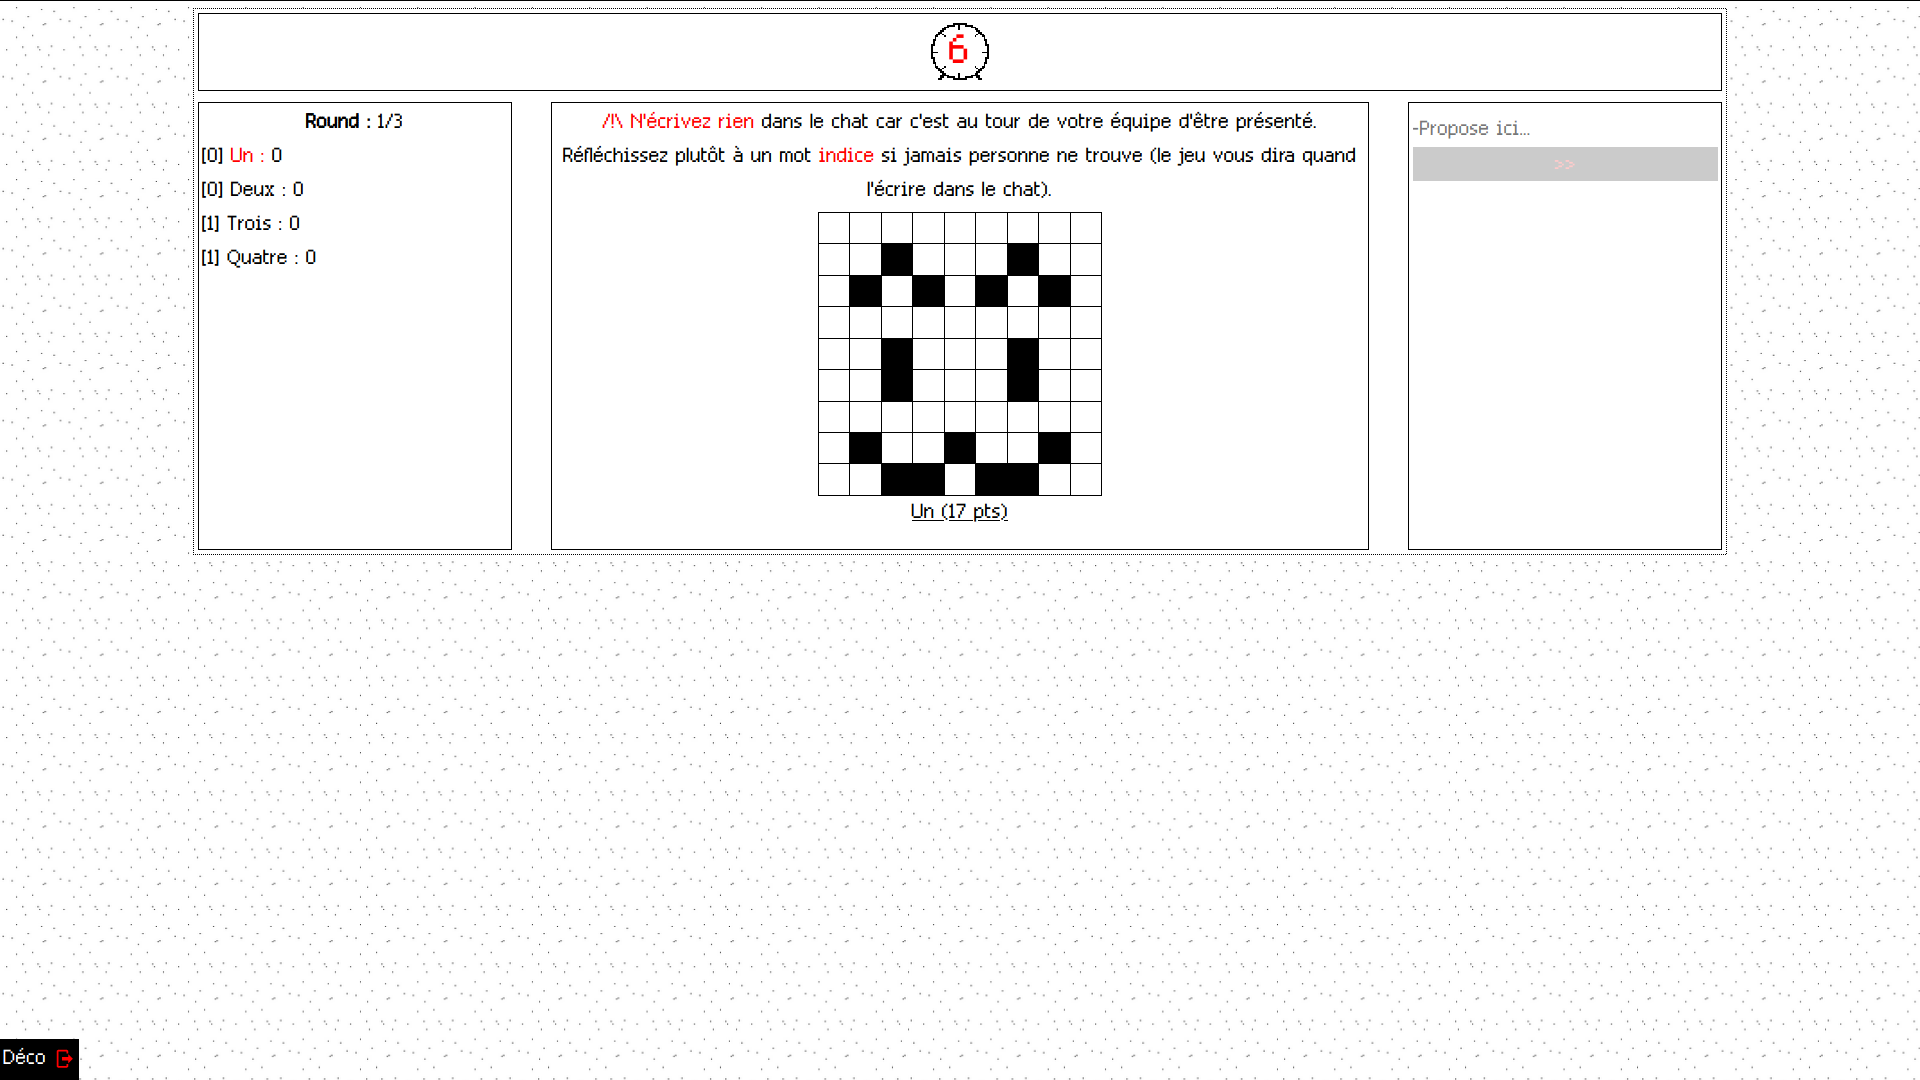 6
Round : 1/3
[0] Un : 0
[0] Deux : 0
[1] Trois : 0
[1] Quatre : 0
/!\ N'écrivez rien dans le chat car c'est au tour de votre équipe d'être présenté.
Réfléchissez plutôt à un mot indice si jamais personne ne trouve (le jeu vous dira quand
l'écrire dans le chat).
Un (17 pts)
-Propose ici...
>>
Déco